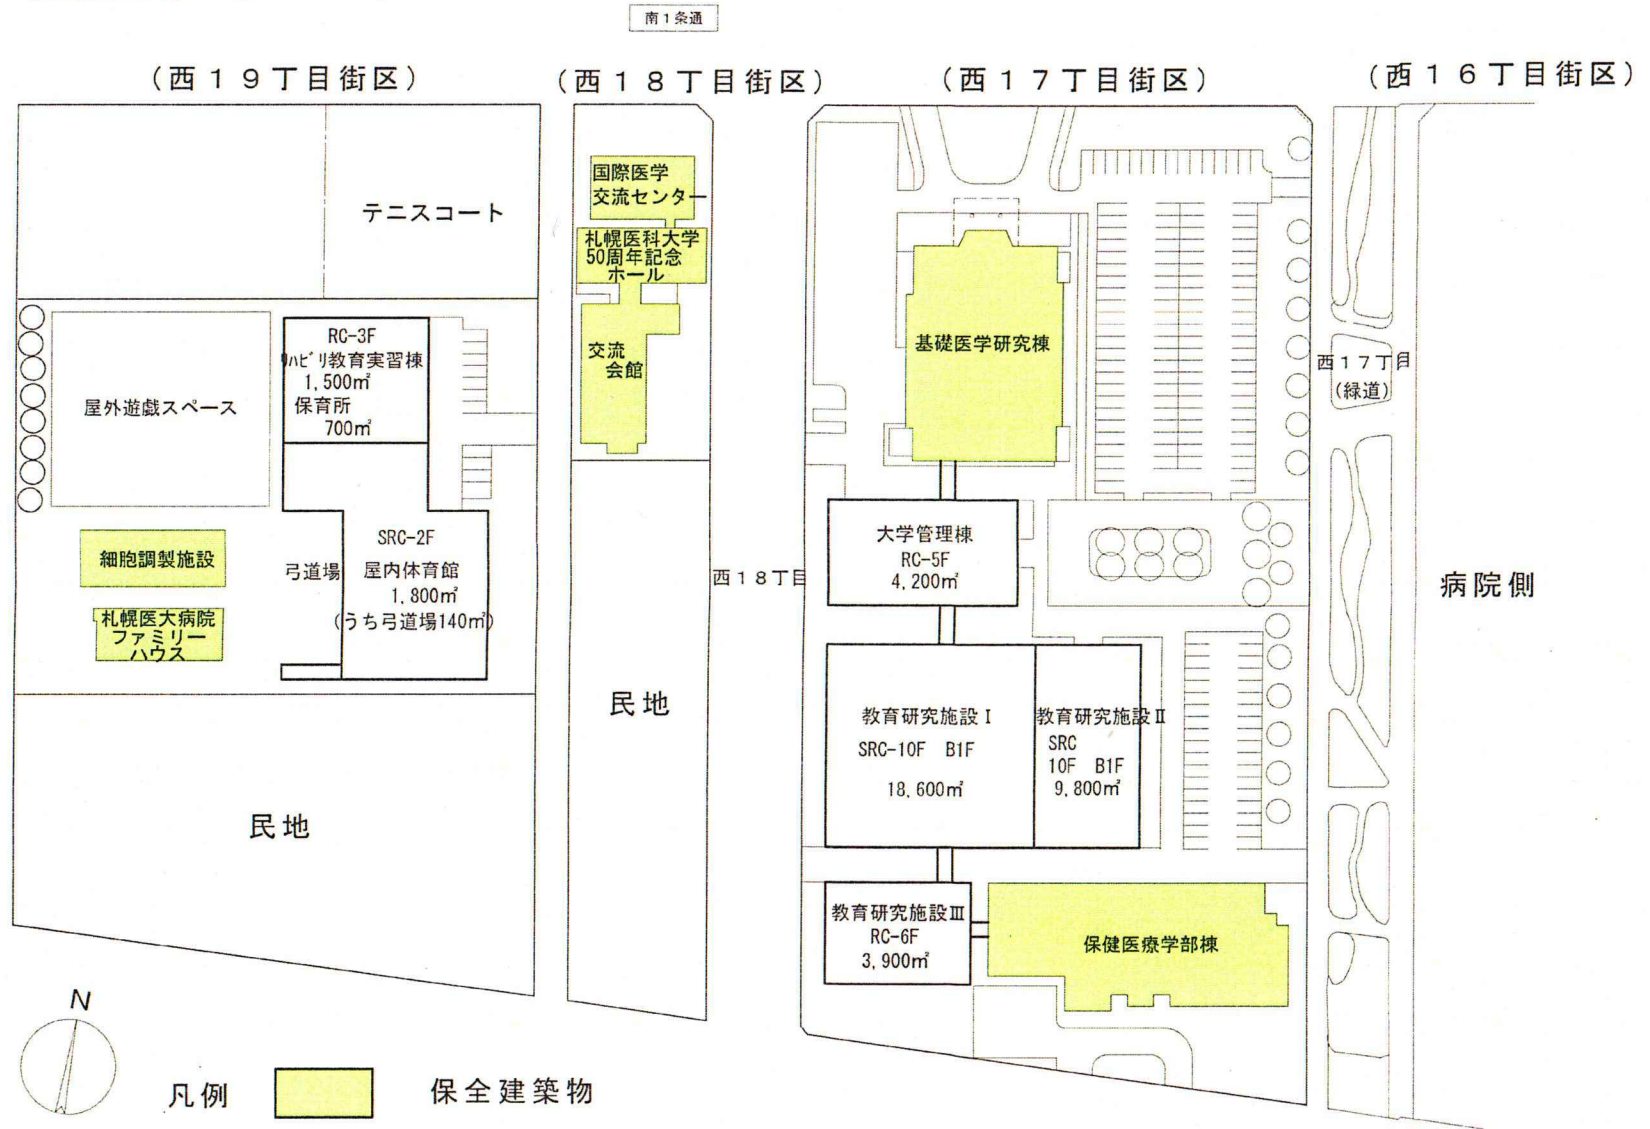 南1条通
(西19丁目街区)
(西18丁目街区)
(西17丁目街区)
(西16丁目街区)
テニスコート
屋外遊戯スペース
RC-3F
リハビリ教育実習棟
1,500㎡
保育所
700㎡
細胞調製施設
札幌医大病院
ファミリー
ハウス
弓道場
SRC-2F
屋内体育館
1,800㎡
(うち弓道場140㎡)
民地
国際医学
交流センター
札幌医科大学
50周年記念
ホール
交流
会館
民地
西18丁目
基礎医学研究棟
大学管理棟
RC-5F
4,200㎡
教育研究施設Ⅰ
SRC-10F B1F
18,600㎡
教育研究施設Ⅱ
SRC
10F B1F
9,800㎡
教育研究施設Ⅲ
RC-6F
3,900㎡
保健医療学部棟
西17丁目
(緑道)
病院側
N
凡例
保全建築物